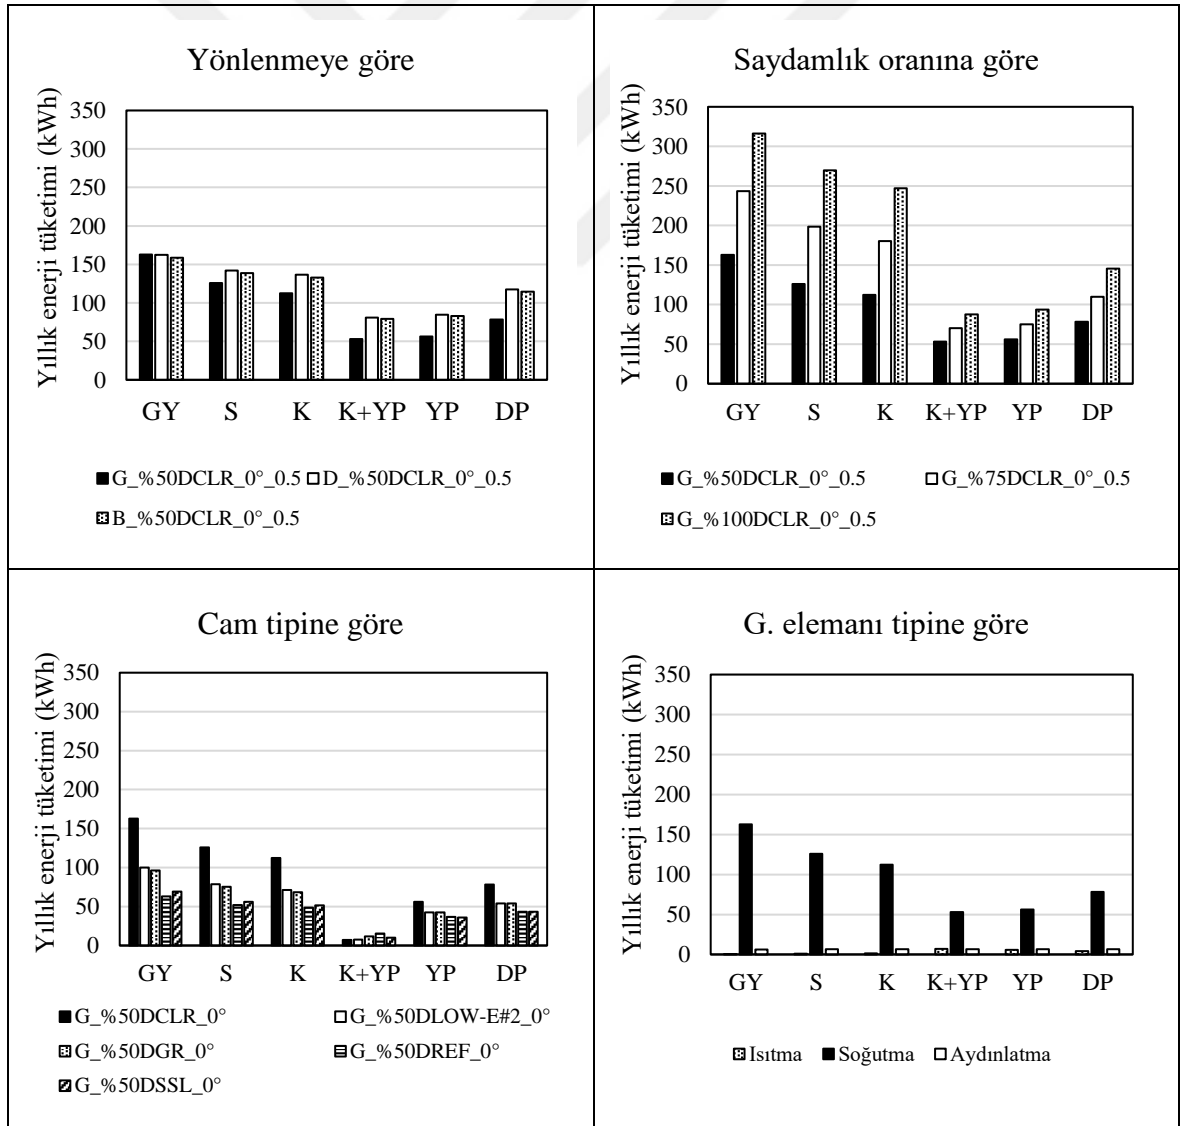 Yönlenmeye göre
Yıllık enerji tüketimi (kWh)
350
300
250
200
150
100
50
0
GY S K K+YP YP DP
G_%50DCLR_0°_0.5 D_%50DCLR_0°_0.5
B_%50DCLR_0°_0.5
Saydamlık oranına göre
Yıllık enerji tüketimi (kWh)
350
300
250
200
150
100
50
0
GY S K K+YP YP DP
G_%50DCLR_0°_0.5 G_%75DCLR_0°_0.5
G_%100DCLR_0°_0.5
Cam tipine göre
Yıllık enerji tüketimi (kWh)
350
300
250
200
150
100
50
0
GY S K K+YP YP DP
G_%50DCLR_0° G_%50DLOW-E#2_0°
G_%50DGR_0° G_%50DREF_0°
G_%50DSSL_0°
G. elemanı tipine göre
Yıllık enerji tüketimi (kWh)
350
300
250
200
150
100
50
0
GY S K K+YP YP DP
Isıtma Soğutma Aydınlatma